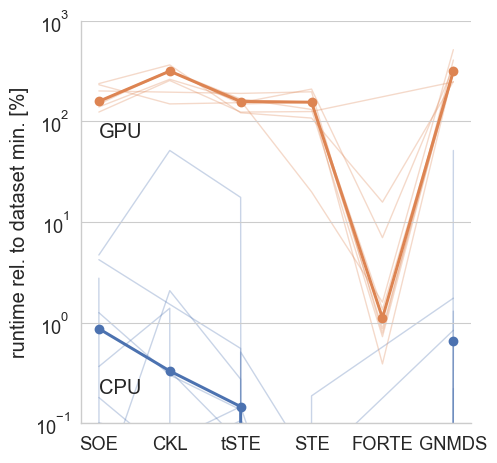 runtime rel. to dataset min. [%]
10³
10²
10¹
10⁰
10⁻¹
GPU
CPU
SOE CKL tSTE STE FORTE GNMDS